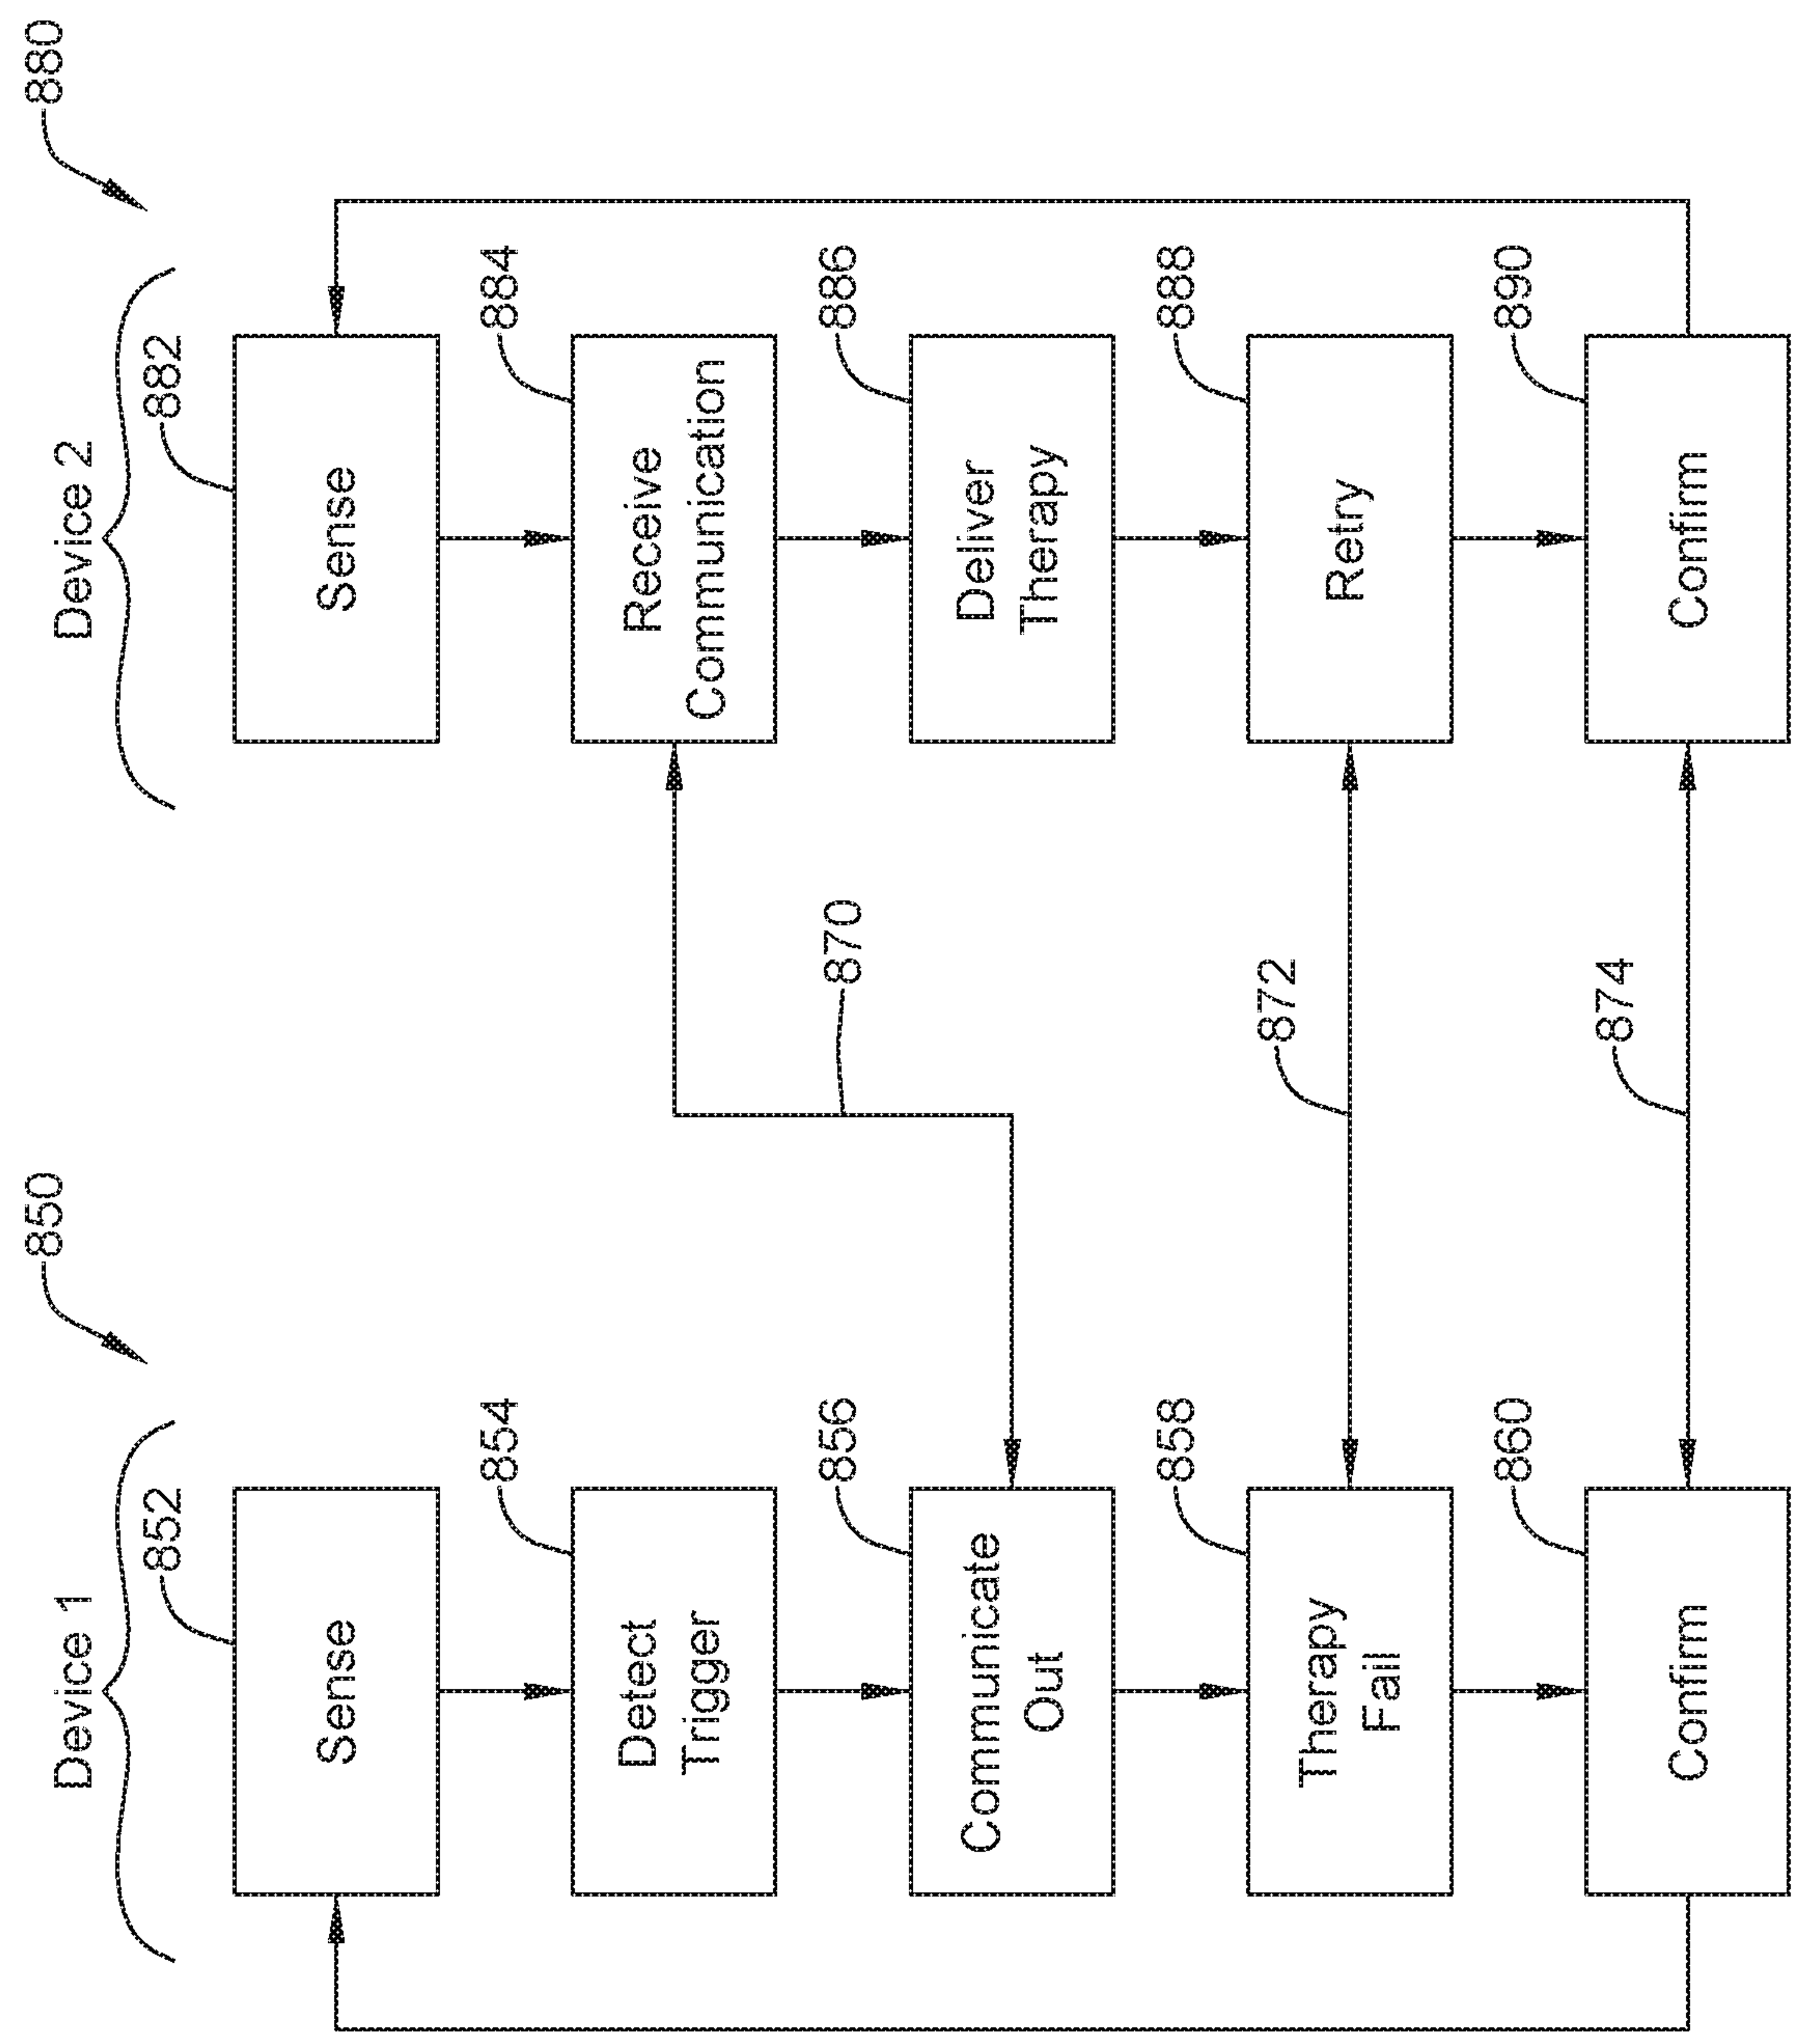 850
880
Device 1
Device 2
852
Sense
882
Sense
854
Detect
Trigger
884
Receive
Communication
870
856
Communicate
Out
886
Deliver
Therapy
858
Therapy
Fail
872
888
Retry
860
Confirm
874
890
Confirm